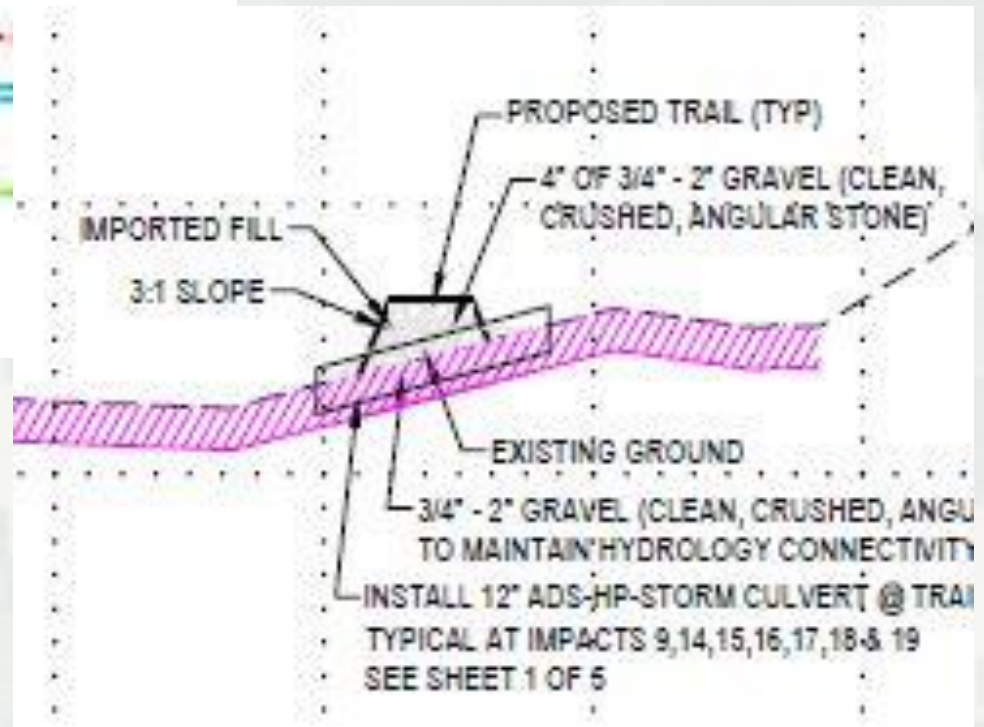 PROPOSED TRAIL (TYP)
4" OF 3/4" - 2" GRAVEL (CLEAN,
CRUSHED, ANGULAR STONE)
IMPORTED FILL
3:1 SLOPE
EXISTING GROUND
3/4" - 2" GRAVEL (CLEAN, CRUSHED, ANGU
TO MAINTAIN HYDROLOGY CONNECTIVITY
INSTALL 12" ADS-HP-STORM CULVERT @ TRAI
TYPICAL AT IMPACTS 9,14,15,16,17,18 & 19
SEE SHEET 1 OF 5